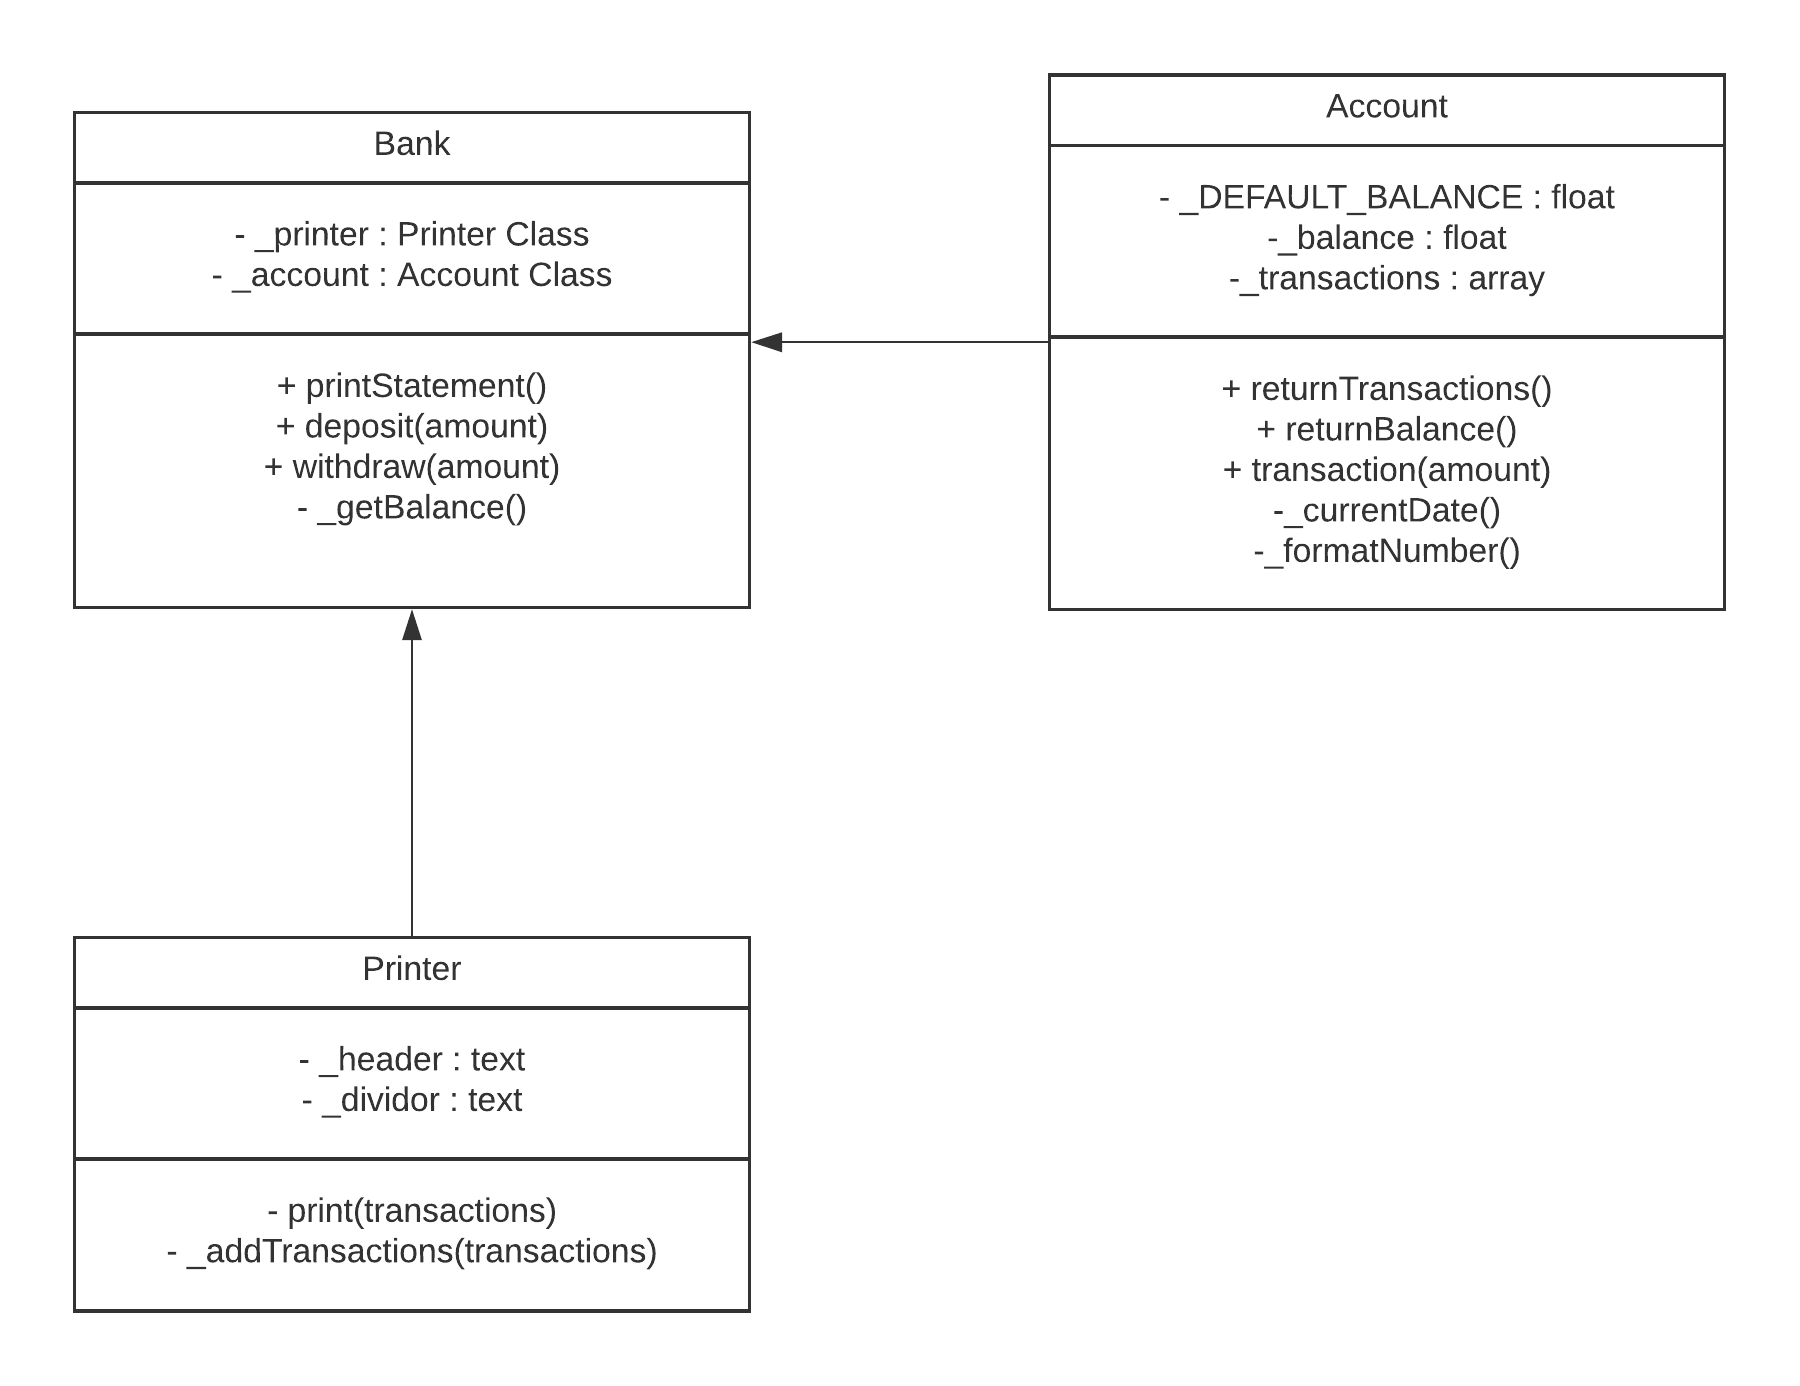 Bank
- _printer : Printer Class
- _account : Account Class
+ printStatement()
+ deposit(amount)
+ withdraw(amount)
- _getBalance()
Account
- _DEFAULT_BALANCE : float
-_balance : float
-_transactions : array
+ returnTransactions()
+ returnBalance()
+ transaction(amount)
-_currentDate()
-_formatNumber()
Printer
- _header : text
- _dividor : text
- print(transactions)
- _addTransactions(transactions)